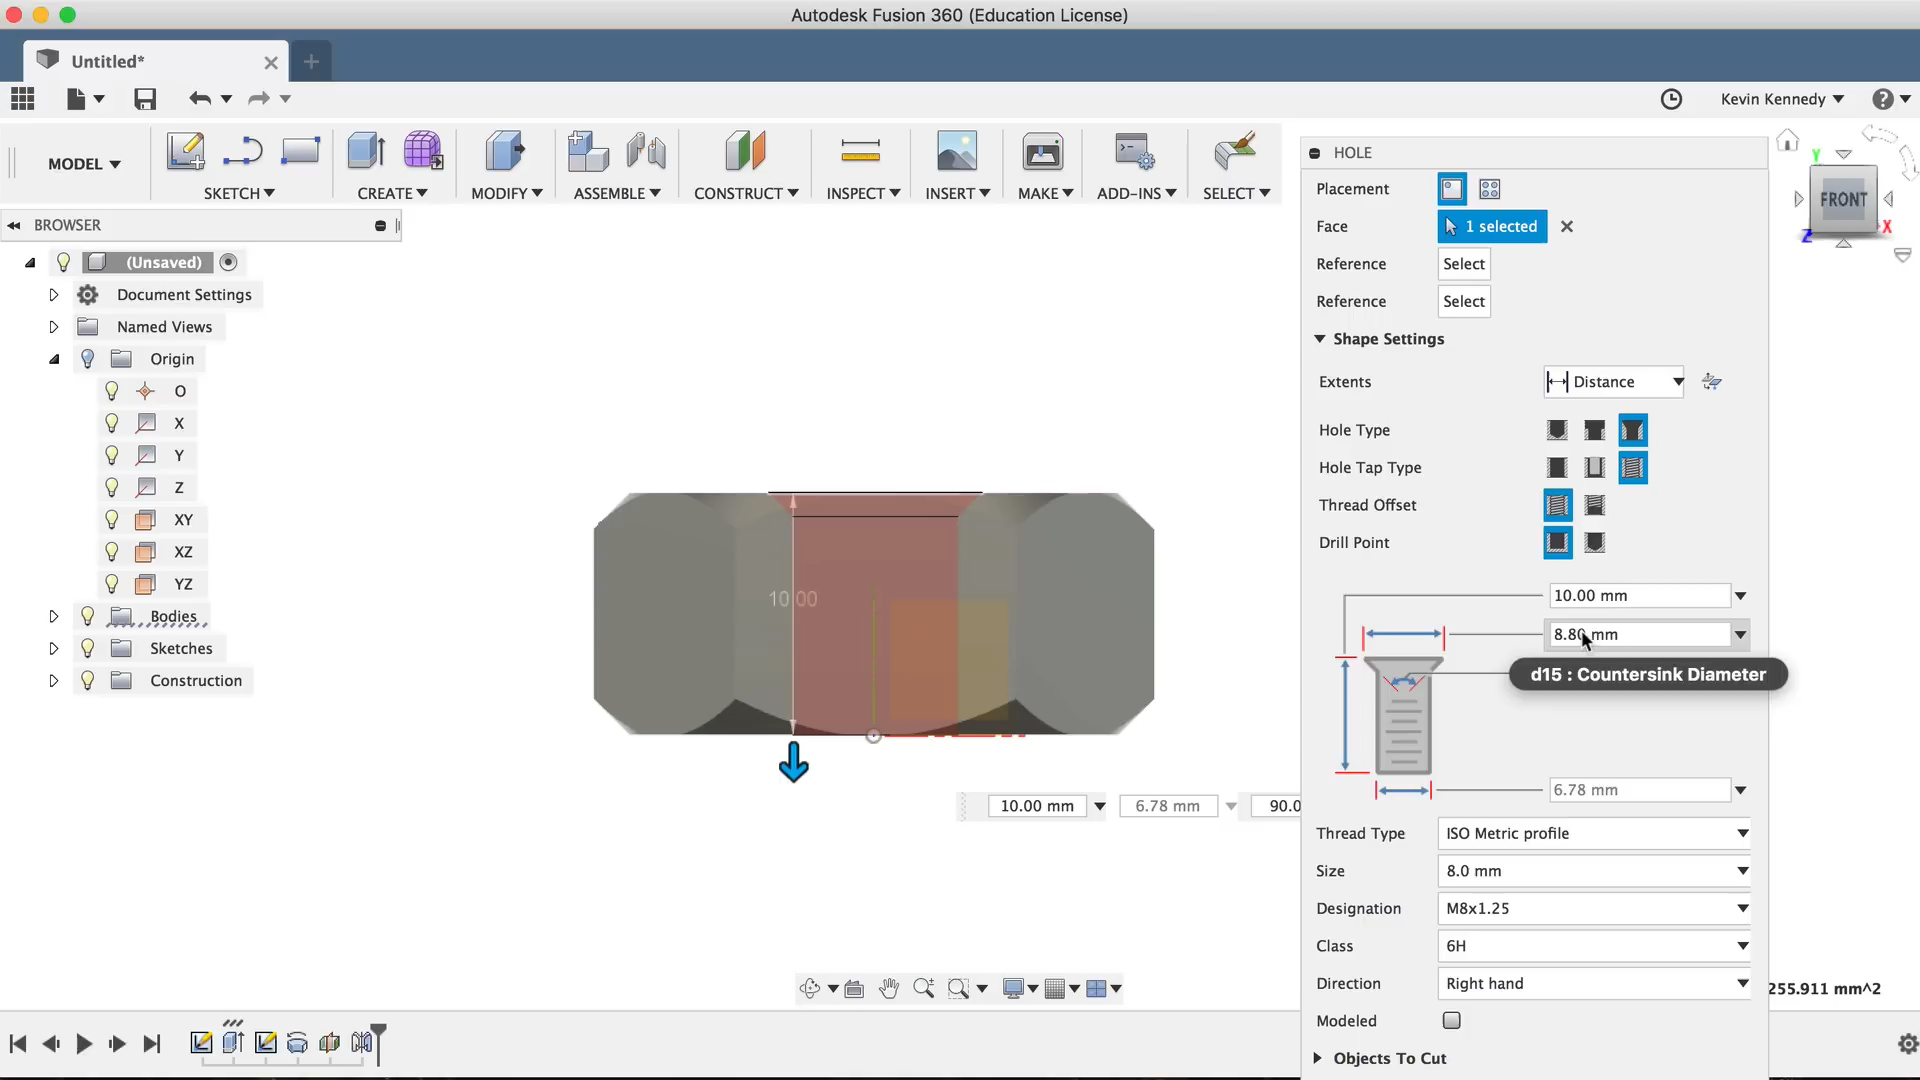 Autodesk Fusion 360 (Education License)
Untitled*
Kevin Kennedy
MODEL
SKETCH
CREATE
MODIFY
ASSEMBLE
CONSTRUCT
INSPECT
INSERT
MAKE
ADD-INS
SELECT
BROWSER
(Unsaved)
Document Settings
Named Views
Origin
O
X
Y
Z
XY
XZ
YZ
Bodies
Sketches
Construction
10.00
10.00 mm
6.78 mm
90.0
HOLE
Placement
Face
1 selected
Reference
Select
Reference
Select
Shape Settings
Extents
Distance
Hole Type
Hole Tap Type
Thread Offset
Drill Point
10.00 mm
8.80 mm
d15 : Countersink Diameter
6.78 mm
Thread Type
ISO Metric profile
Size
8.0 mm
Designation
M8x1.25
Class
6H
Direction
Right hand
Modeled
Objects To Cut
Y
FRONT
X
Z
255.911 mm^2